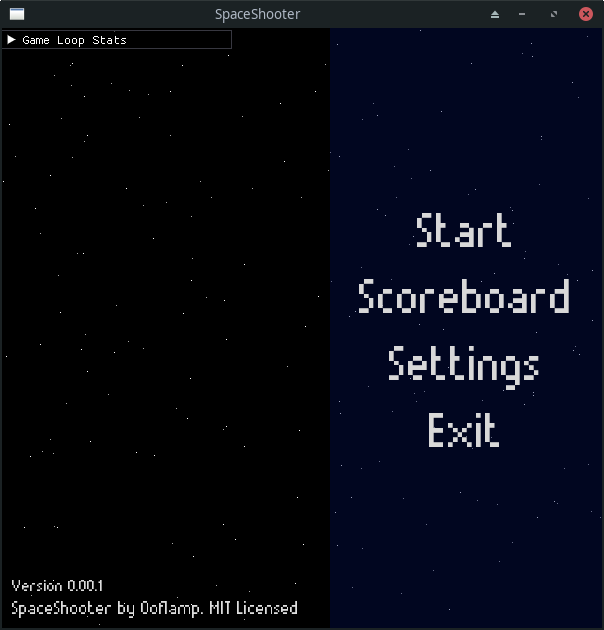 SpaceShooter
Game Loop Stats
Start
Scoreboard
Settings
Exit
Version 0.00.1
SpaceShooter by Ooflamp. MIT Licensed